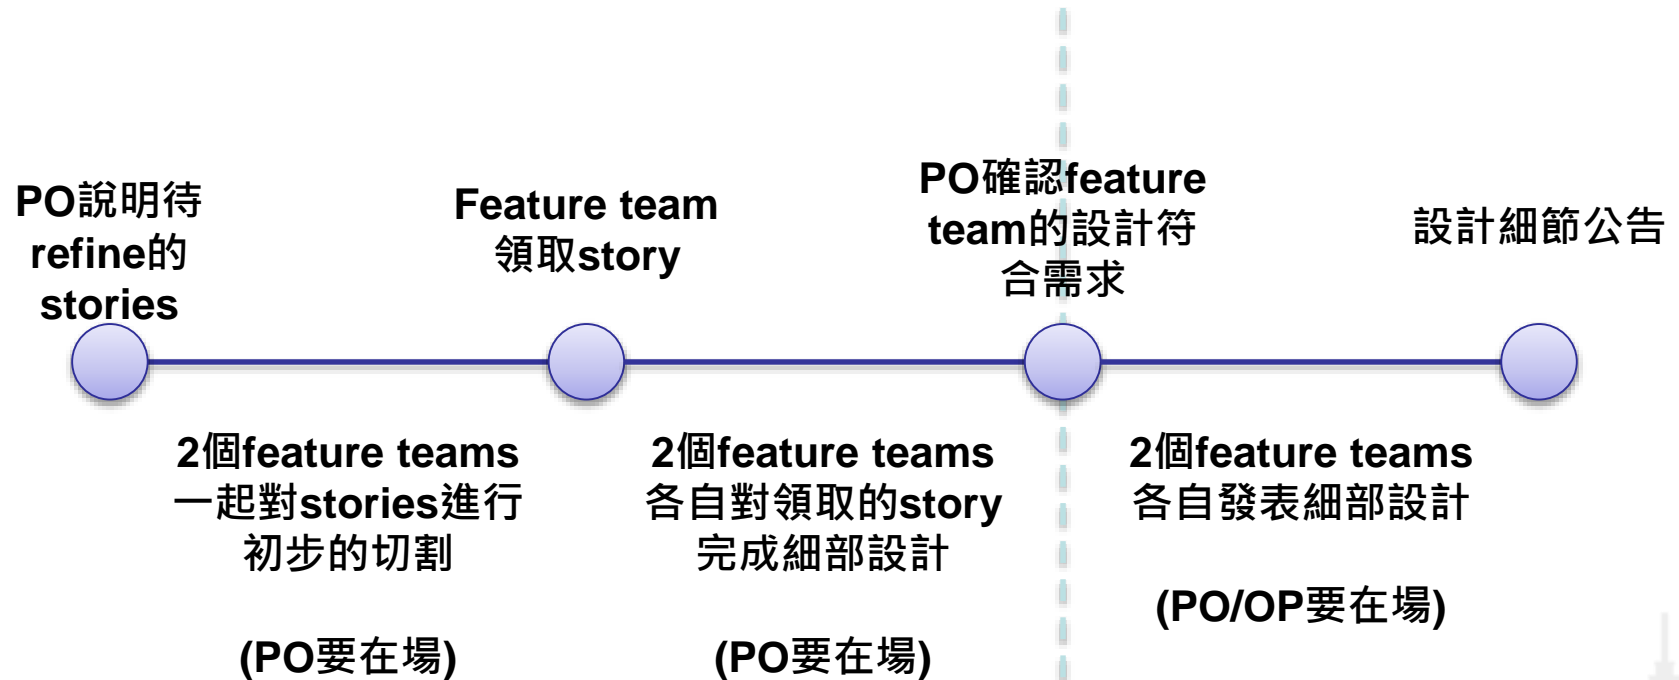 PO說明待
refine的
stories
Feature team
領取story
PO確認feature
team的設計符
合需求
設計細節公告
2個feature teams
一起對stories進行
初步的切割
(PO要在場)
2個feature teams
各自對領取的story
完成細部設計
(PO要在場)
2個feature teams
各自發表細部設計
(PO/OP要在場)